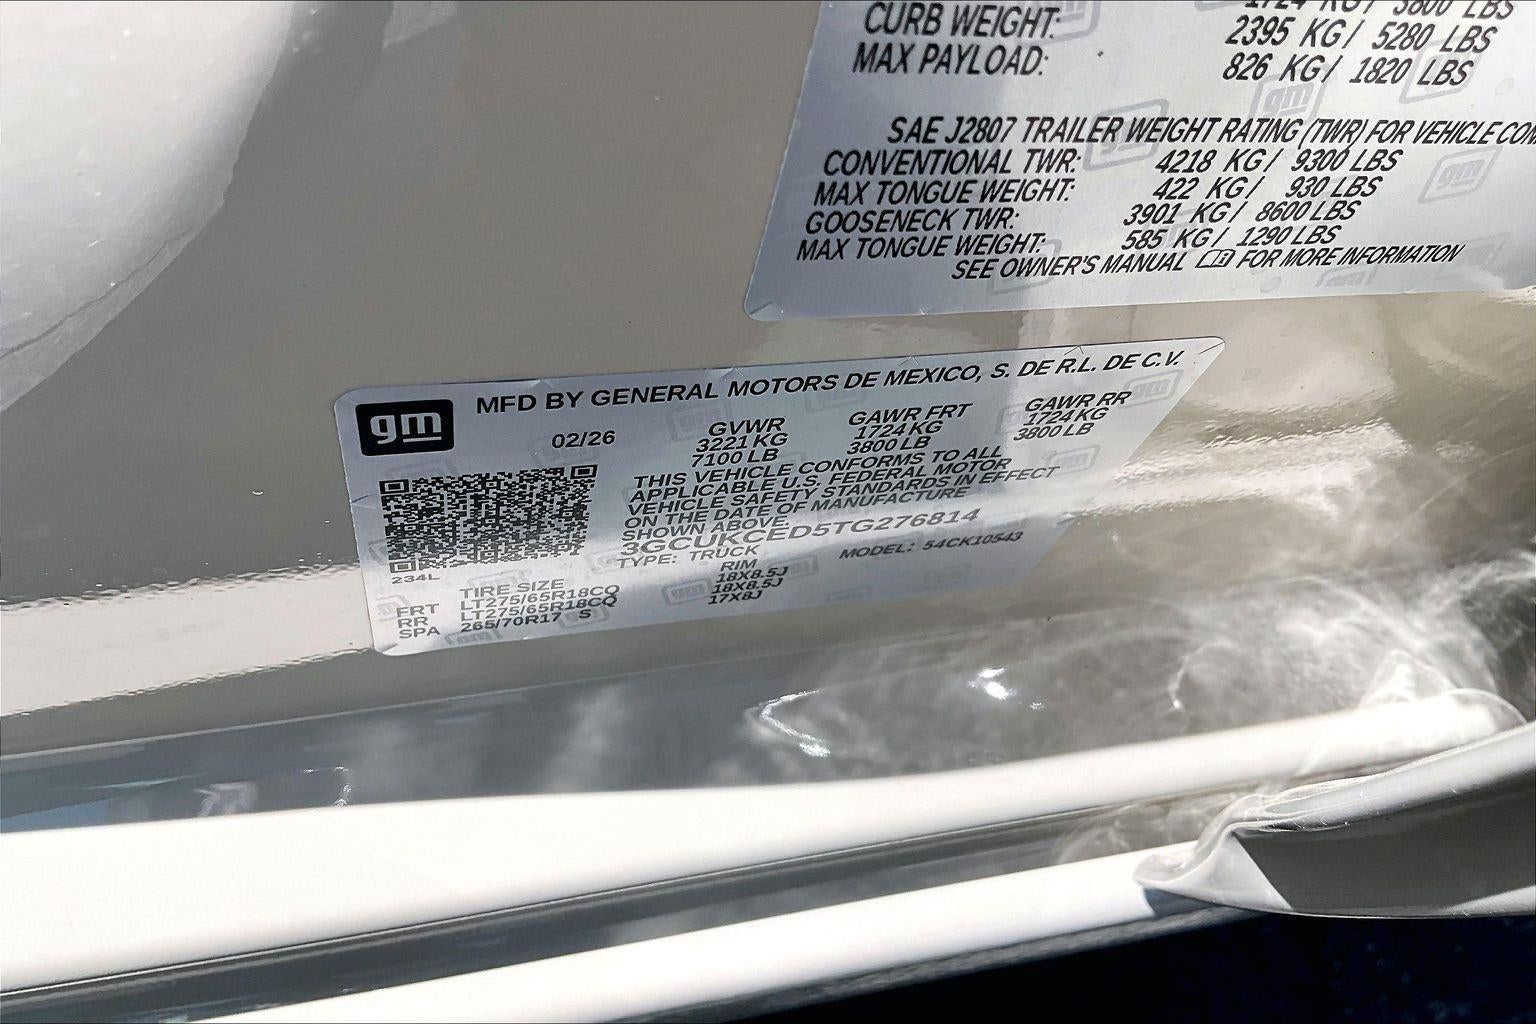 1724 KG/ 3800 LBS
CURB WEIGHT: 2395 KG/ 5280 LBS
MAX PAYLOAD: 826 KG/ 1820 LBS
SAE J2807 TRAILER WEIGHT RATING (TWR) FOR VEHICLE
CONVENTIONAL TWR: 4218 KG/ 9300 LBS
MAX TONGUE WEIGHT: 422 KG/ 930 LBS
GOOSENECK TWR: 3901 KG/ 8600 LBS
MAX TONGUE WEIGHT: 585 KG/ 1290 LBS
SEE OWNER'S MANUAL FOR MORE INFORMATION
gm
MFD BY GENERAL MOTORS DE MEXICO, S. DE R.L. DE C.V.
02/26 GVWR GAWR FRT GAWR RR
3221 KG 1724 KG 1724 KG
7100 LB 3800 LB 3800 LB
THIS VEHICLE CONFORMS TO ALL
APPLICABLE U.S. FEDERAL MOTOR
VEHICLE SAFETY STANDARDS IN EFFECT
ON THE DATE OF MANUFACTURE
SHOWN ABOVE.
3GCUKCED5TG276814
TYPE: TRUCK MODEL: 54CK10543
234L
TIRE SIZE RIM
FRT LT275/65R18CQ 18X8.5J
RR LT275/65R18CQ 18X8.5J
SPA 265/70R17 S 17X8J